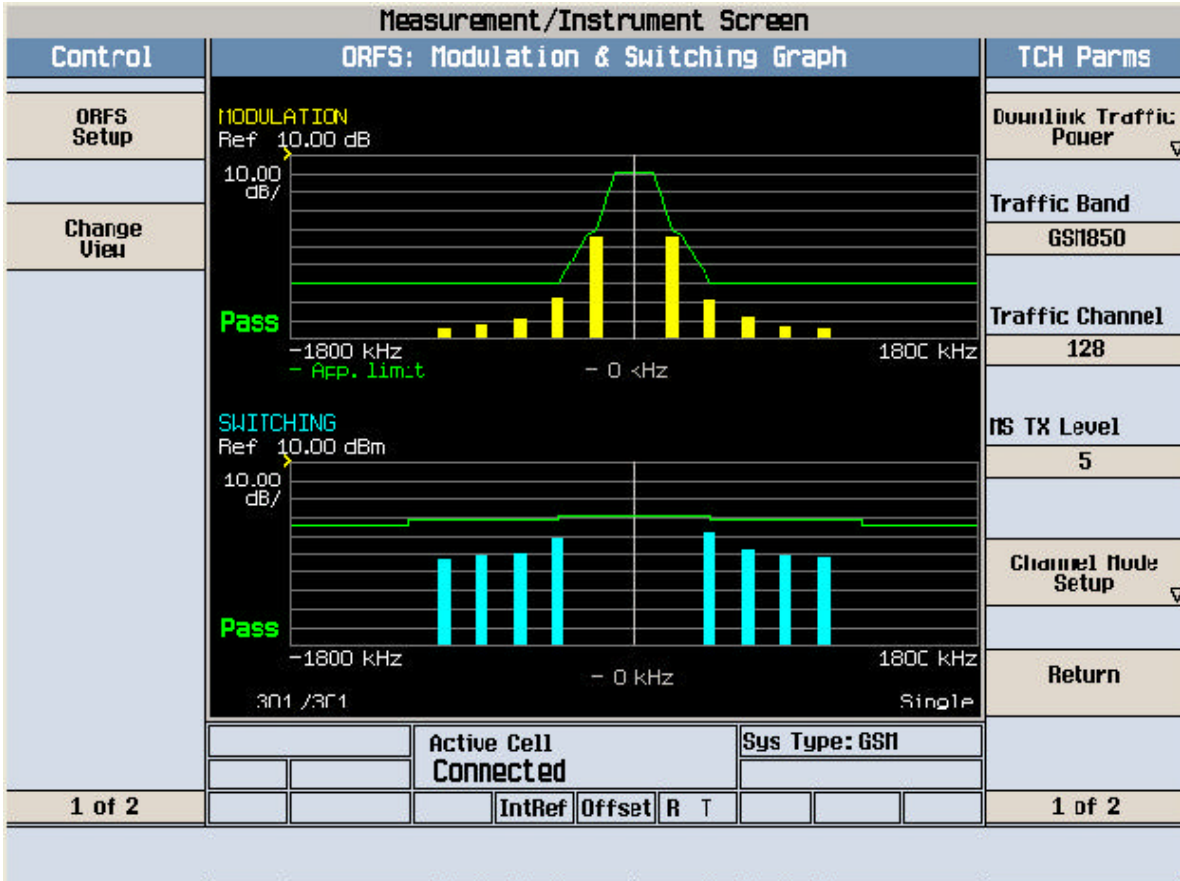 Measurement/Instrument Screen
Control
ORFS: Modulation & Switching Graph
TCH Parms
ORFS
Setup
Change
View
1 of 2
MODULATION
Ref 10.00 dB
10.00
dB/
Pass
-1800 kHz
1800 kHz
- App. limit
- 0 kHz
SWITCHING
Ref 10.00 dBm
10.00
dB/
Pass
-1800 kHz
1800 kHz
- 0 kHz
301 /301
Single
Downlink Traffic
Power
Traffic Band
GSM850
Traffic Channel
128
MS TX Level
5
Channel Mode
Setup
Return
1 of 2
Active Cell
Connected
Sys Type: GSM
IntRef
Offset
R T